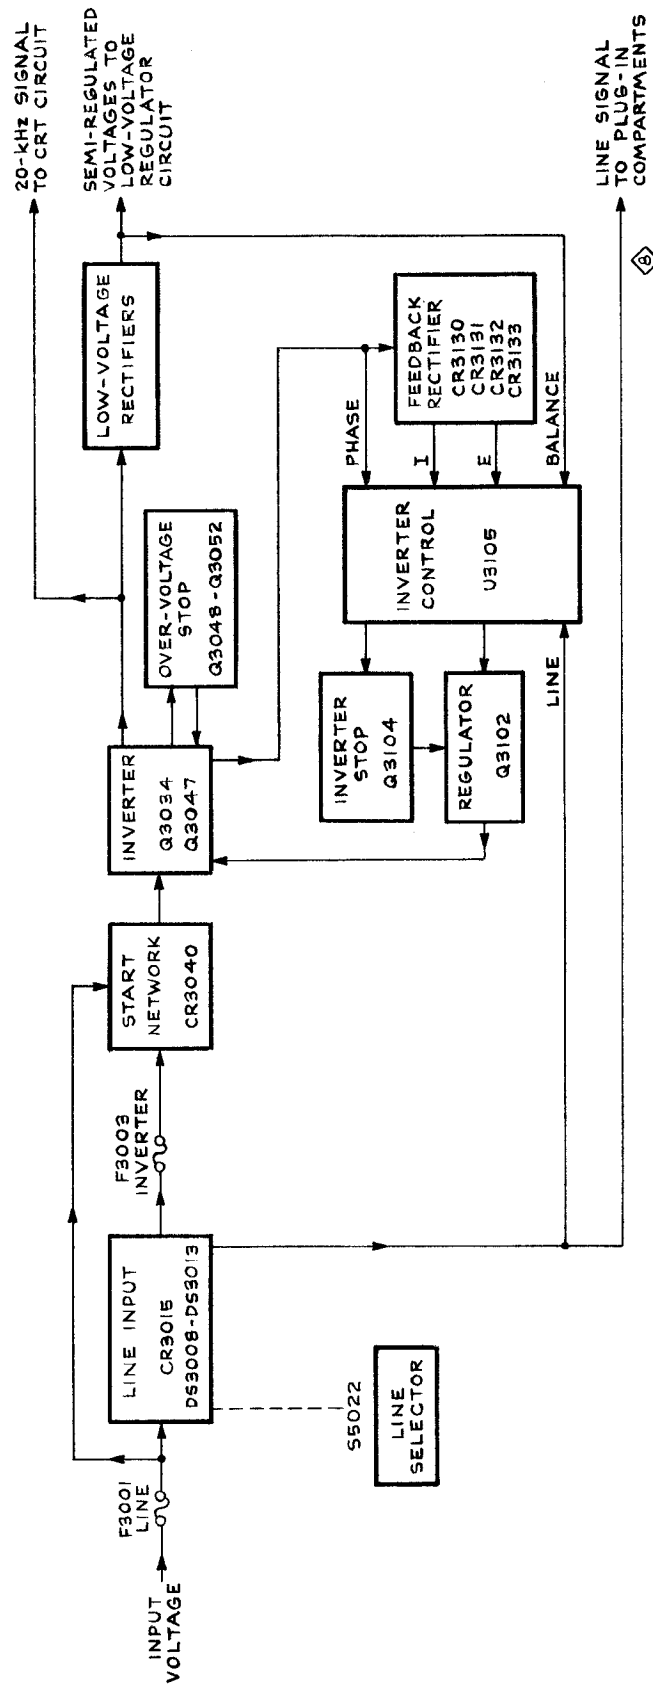 INPUT
VOLTAGE
F3001
LINE
LINE INPUT
CR3015
DS3008-DS3013
S5022
LINE
SELECTOR
F3003
INVERTER
START
NETWORK
CR3040
INVERTER
Q3034
Q3047
OVER-VOLTAGE
STOP
Q3048-Q3052
LOW-VOLTAGE
RECTIFIERS
20-kHz SIGNAL
TO CRT CIRCUIT
SEMI-REGULATED
VOLTAGES TO
LOW-VOLTAGE
REGULATOR
CIRCUIT
INVERTER
STOP
Q3104
REGULATOR
Q3102
INVERTER
CONTROL
U3105
PHASE
I
E
BALANCE
LINE
FEEDBACK
RECTIFIER
CR3130
CR3131
CR3132
CR3133
LINE SIGNAL
TO PLUG-IN
COMPARTMENTS
8